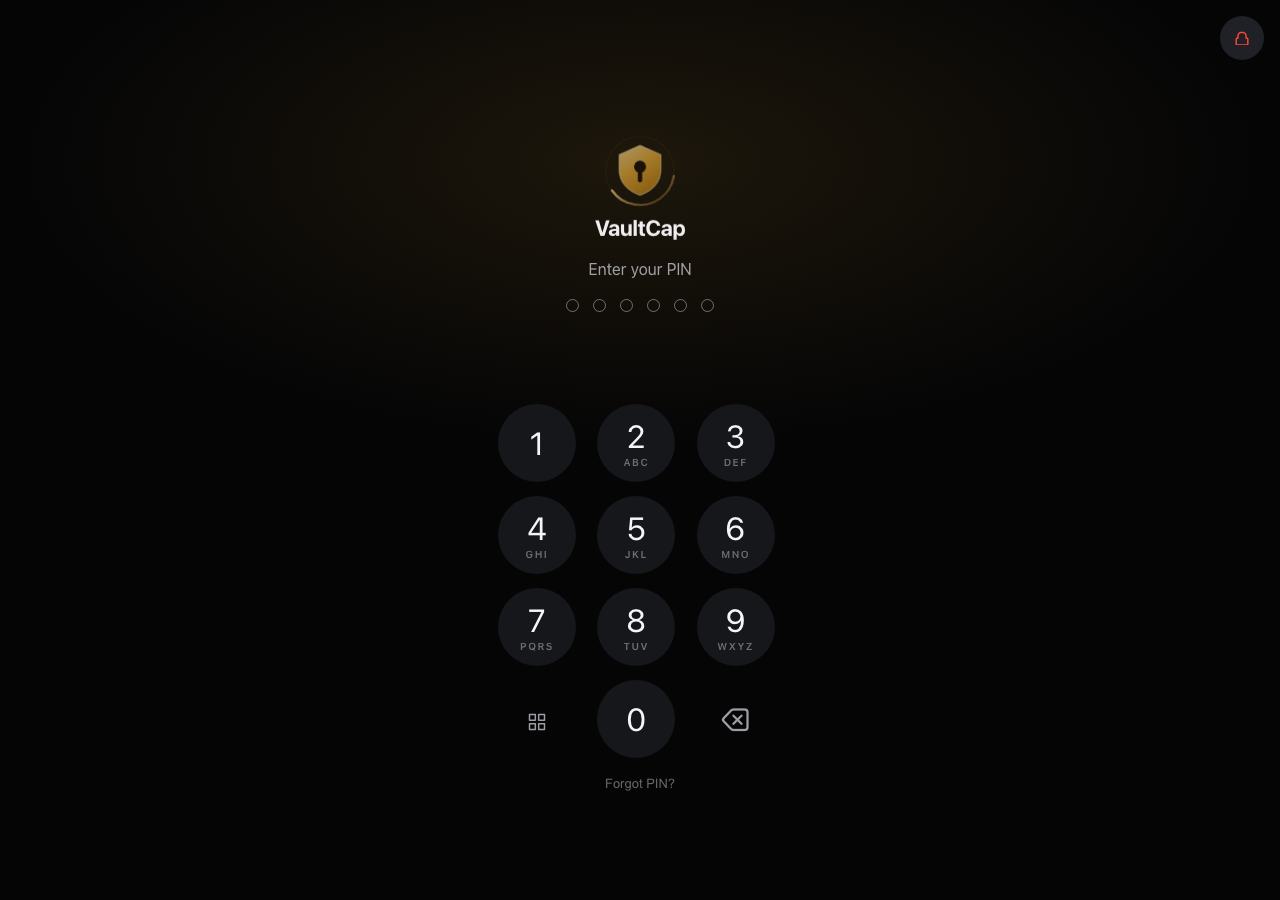 VaultCap
Enter your PIN
1
2
ABC
3
DEF
4
GHI
5
JKL
6
MNO
7
PQRS
8
TUV
9
WXYZ
0
Forgot PIN?